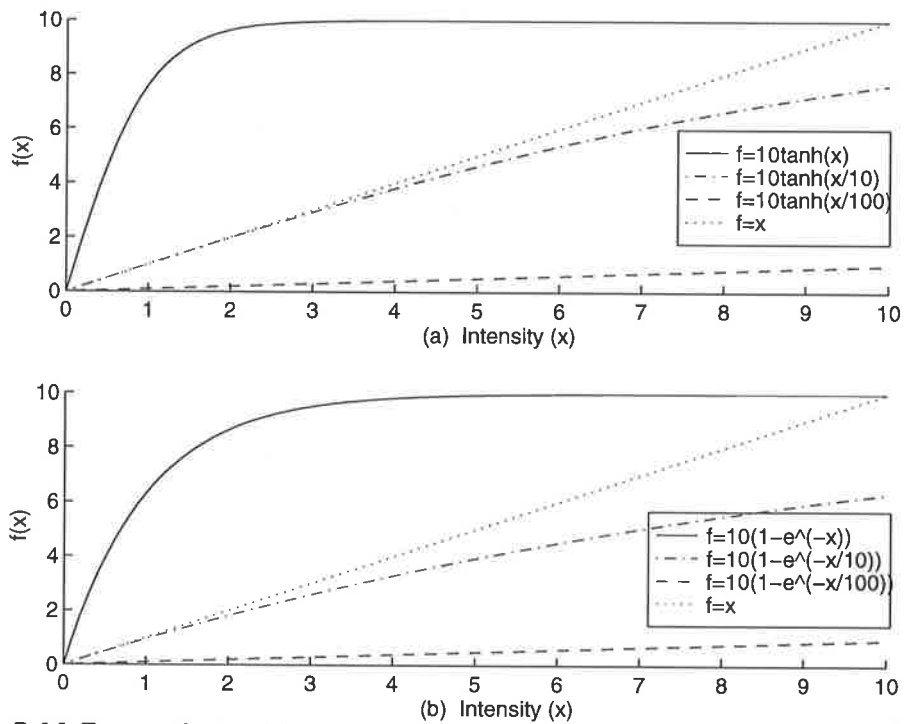 10
8
6
4
2
0
f(x)
f=10tanh(x)
f=10tanh(x/10)
f=10tanh(x/100)
f=x
0 1 2 3 4 5 6 7 8 9 10
(a) Intensity (x)
10
8
6
4
2
0
f(x)
f=10(1−e^(−x))
f=10(1−e^(−x/10))
f=10(1−e^(−x/100))
f=x
0 1 2 3 4 5 6 7 8 9 10
(b) Intensity (x)